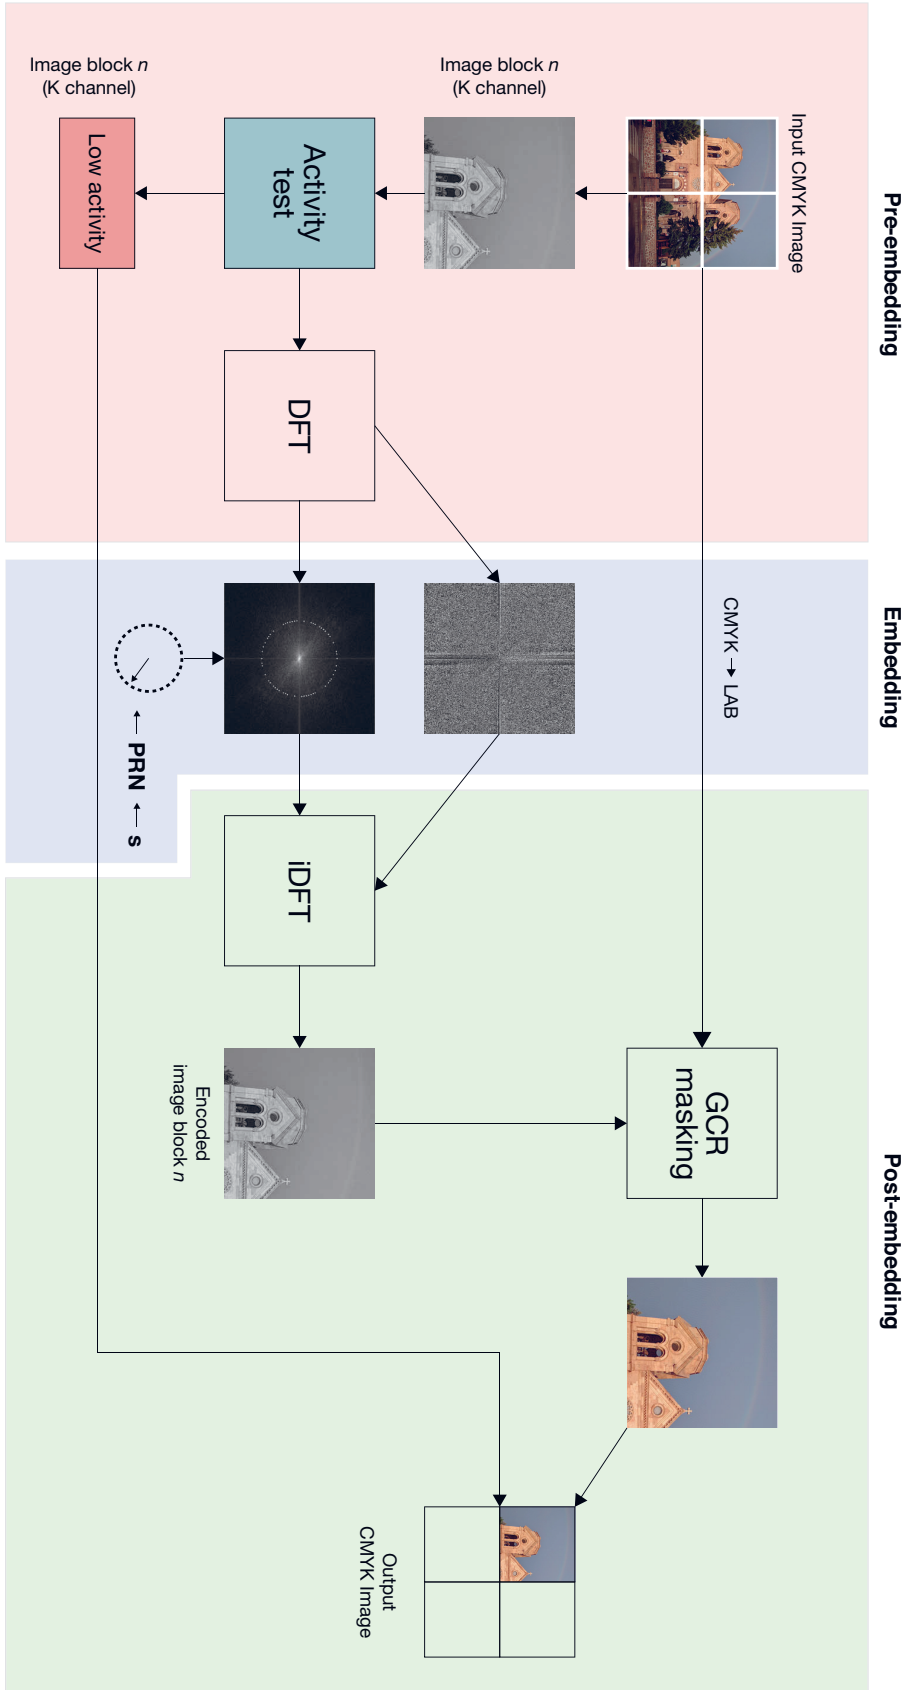 Pre-embedding
Embedding
Post-embedding
Input CMYK Image
Image block n
(K channel)
Activity
test
Low activity
Image block n
(K channel)
DFT
CMYK → LAB
PRN
s
iDFT
Encoded
image block n
GCR
masking
Output
CMYK Image